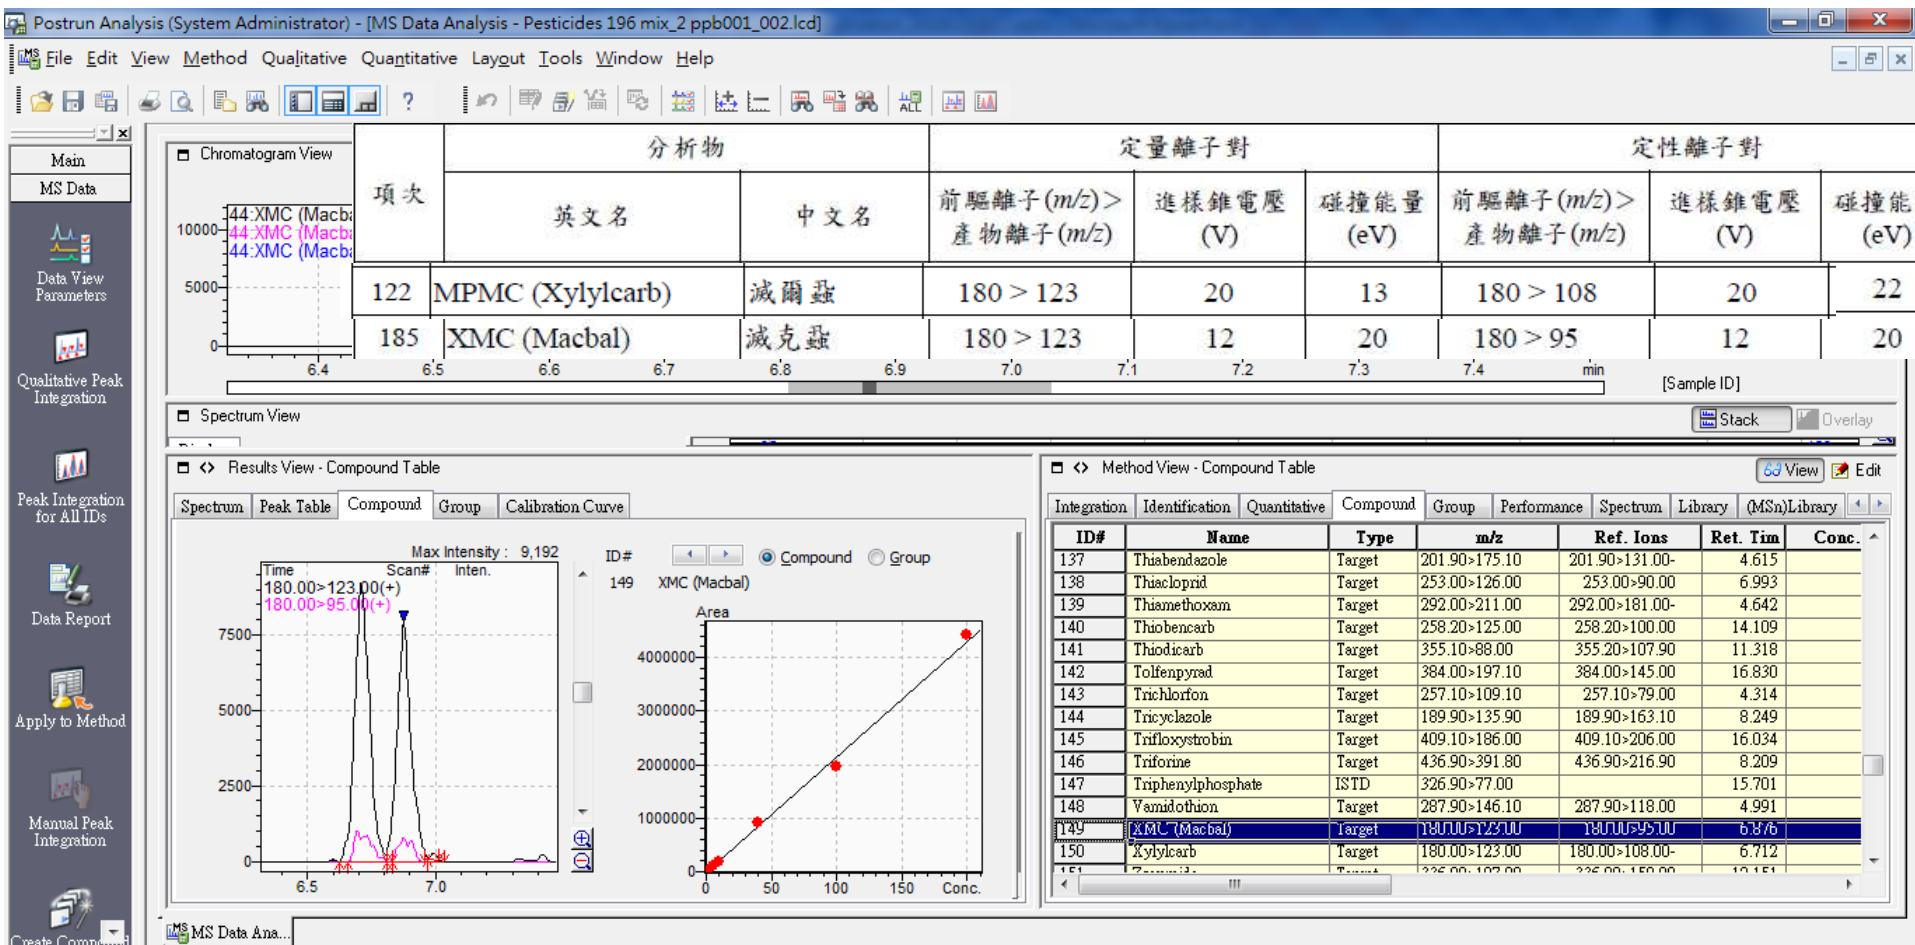 Postrun Analysis (System Administrator) - [MS Data Analysis - Pesticides 196 mix_2 ppb001_002.lcd]
File Edit View Method Qualitative Quantitative Layout Tools Window Help
Main
MS Data
Data View
Parameters
Qualitative Peak
Integration
Peak Integration
for All IDs
Data Report
Apply to Method
Manual Peak
Integration
Chromatogram View
10000
5000
0
44:XMC (Macba
44:XMC (Macba
44:XMC (Macba
項次 分析物 定量離子對 定性離子對
英文名 中文名 前驅離子(m/z)> 產物離子(m/z) 進樣錐電壓 (V) 碰撞能量 (eV) 前驅離子(m/z)> 產物離子(m/z) 進樣錐電壓 (V) 碰撞能 (eV)
122 MPMC (Xylylcarb) 滅爾蝨 180 > 123 20 13 180 > 108 20 22
185 XMC (Macbal) 滅克蝨 180 > 123 12 20 180 > 95 12 20
6.4 6.5 6.6 6.7 6.8 6.9 7.0 7.1 7.2 7.3 7.4 min
[Sample ID]
Spectrum View
Stack Overlay
Results View - Compound Table
Spectrum Peak Table Compound Group Calibration Curve
Max Intensity : 9,192
Time Scan# Inten.
180.00>123.00(+)
180.00>95.00(+)
7500
5000
2500
0
6.5 7.0
ID# Compound Group
149 XMC (Macbal)
Area
4000000
3000000
2000000
1000000
0
0 50 100 150 Conc.
Method View - Compound Table
View Edit
Integration Identification Quantitative Compound Group Performance Spectrum Library (MSn)Library
ID# Name Type m/z Ref. Ions Ret. Tim Conc.
137 Thiabendazole Target 201.90>175.10 201.90>131.00- 4.615
138 Thiacloprid Target 253.00>126.00 253.00>90.00 6.993
139 Thiamethoxam Target 292.00>211.00 292.00>181.00- 4.642
140 Thiobencarb Target 258.20>125.00 258.20>100.00 14.109
141 Thiodicarb Target 355.10>88.00 355.20>107.90 11.318
142 Tolfenpyrad Target 384.00>197.10 384.00>145.00 16.830
143 Trichlorfon Target 257.10>109.10 257.10>79.00 4.314
144 Tricyclazole Target 189.90>135.90 189.90>163.10 8.249
145 Trifloxystrobin Target 409.10>186.00 409.10>206.00 16.034
146 Triforine Target 436.90>391.80 436.90>216.90 8.209
147 Triphenylphosphate ISTD 326.90>77.00 15.701
148 Vamidothion Target 287.90>146.10 287.90>118.00 4.991
149 XMC (Macbal) Target 180.00>123.00 180.00>95.00 6.876
150 Xylylcarb Target 180.00>123.00 180.00>108.00- 6.712
MS Data Ana...